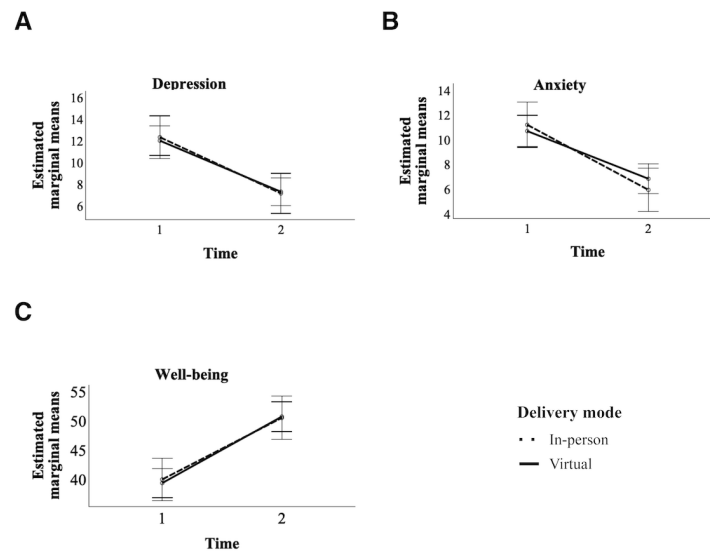 A
Depression
Estimated
marginal means
16
14
12
10
8
6
1
2
Time
B
Anxiety
Estimated
marginal means
14
12
10
8
6
4
1
2
Time
C
Well-being
Estimated
marginal means
55
50
45
40
1
2
Time
Delivery mode
In-person
Virtual